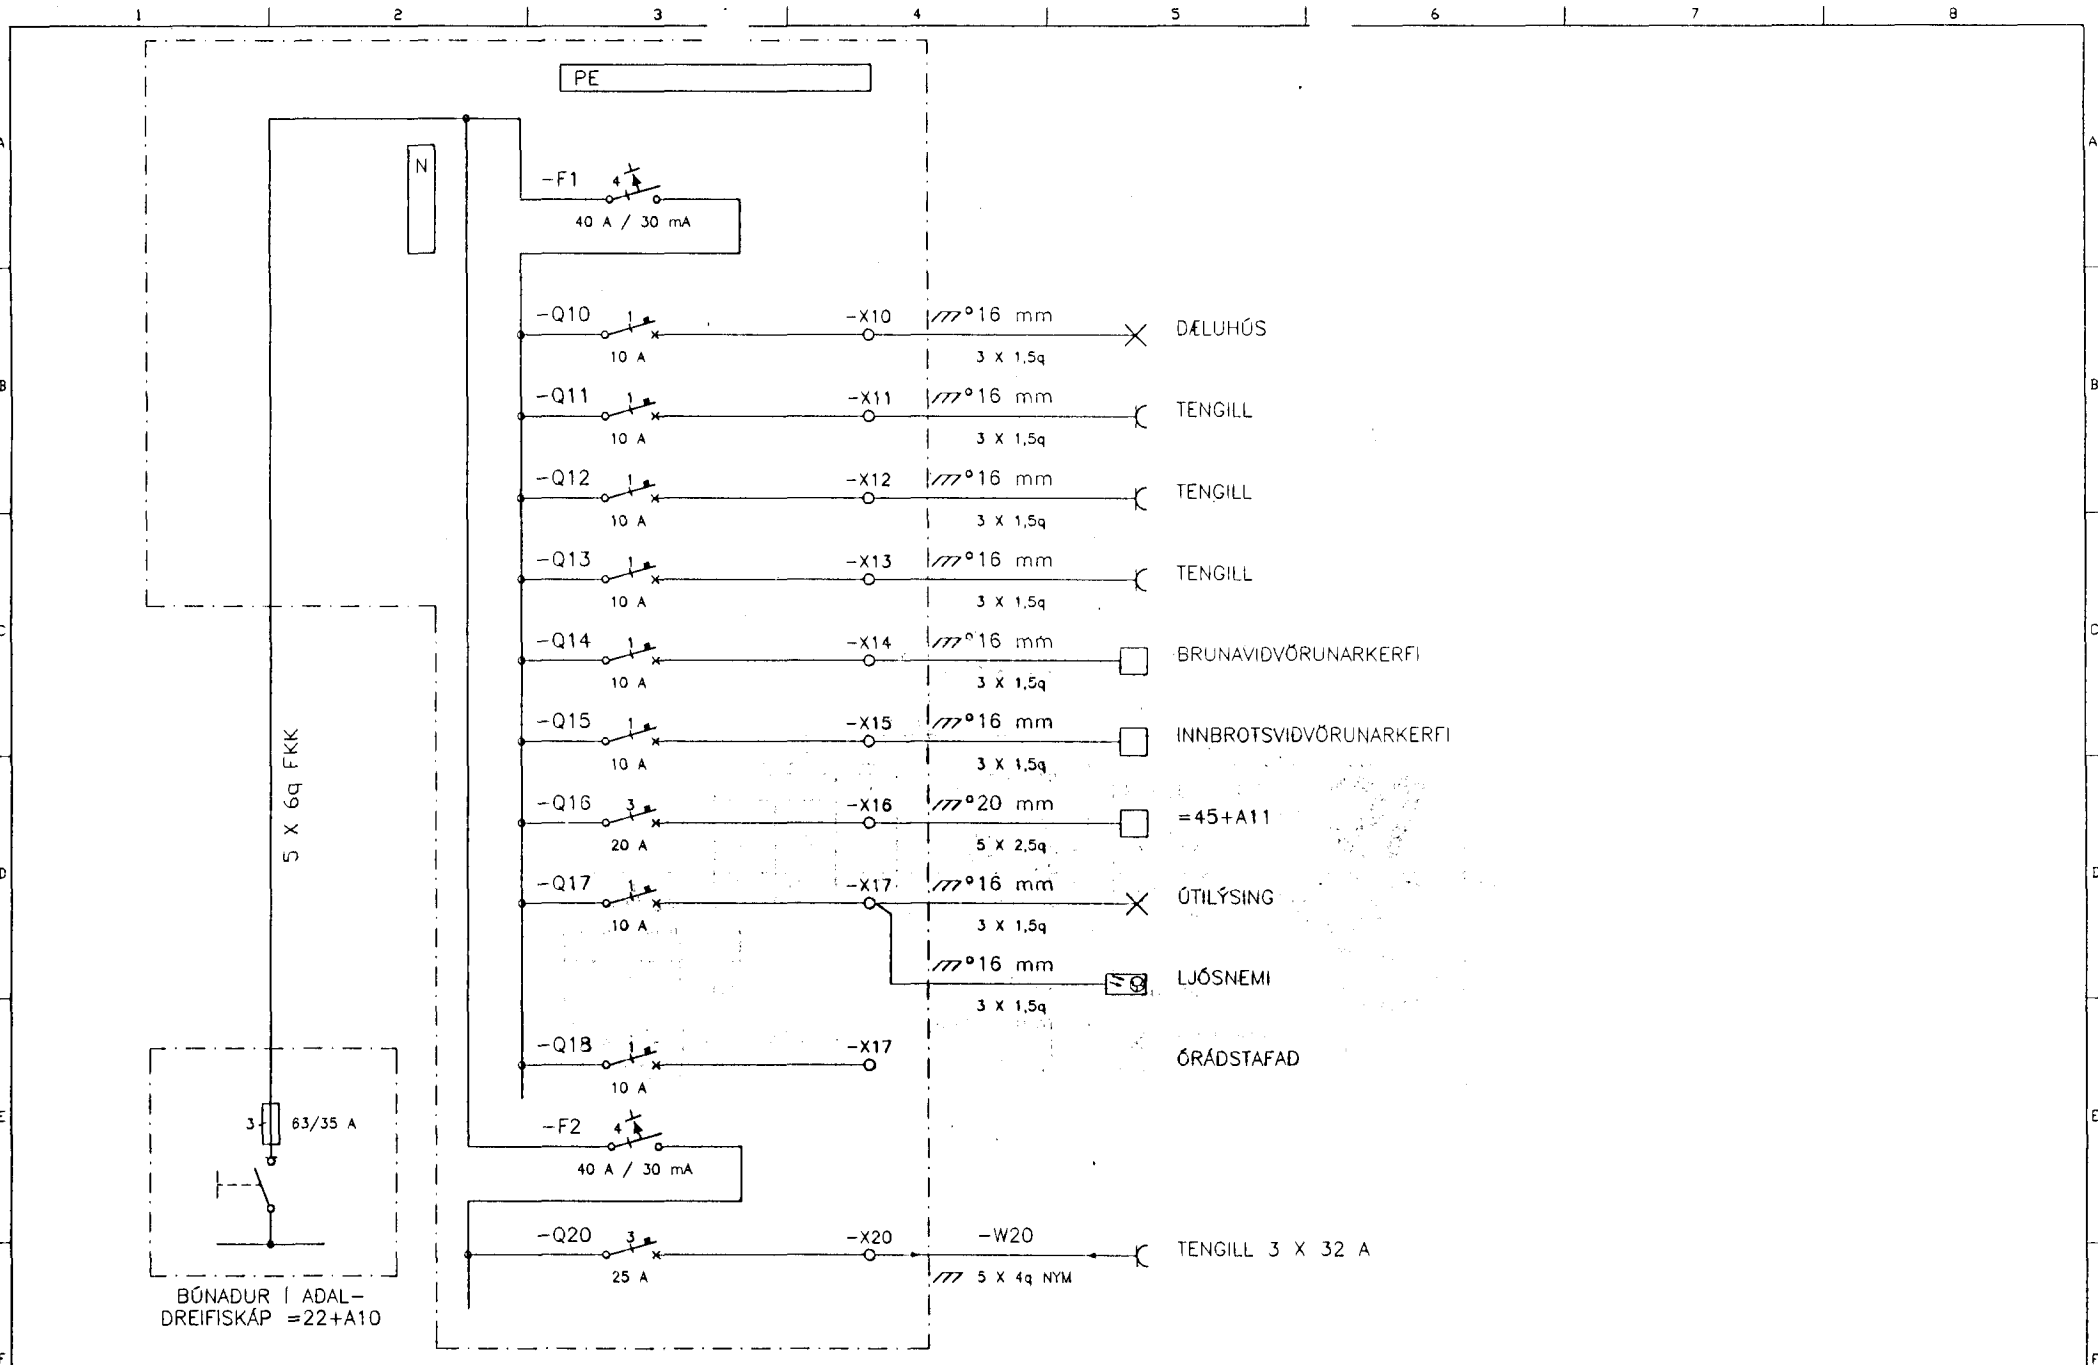 1 2 3 4 5 6 7 8
PE
A A
N
-F1 4
40 A / 30 mA
-Q10 1 -X10 °16 mm DÆLUHÚS
10 A 3 X 1,5q
B B
-Q11 1 -X11 °16 mm TENGILL
10 A 3 X 1,5q
-Q12 1 -X12 °16 mm TENGILL
10 A 3 X 1,5q
-Q13 1 -X13 °16 mm TENGILL
10 A 3 X 1,5q
C C
-Q14 1 -X14 °16 mm BRUNAVIDVÖRUNARKERFI
10 A 3 X 1,5q
-Q15 1 -X15 °16 mm INNBROTSVIDVÖRUNARKERFI
10 A 3 X 1,5q
5 X 6q FKK
-Q16 3 -X16 °20 mm =45+A11
20 A 5 X 2,5q
D D
-Q17 1 -X17 °16 mm ÚTILÝSING
10 A 3 X 1,5q
°16 mm LJÓSNEMI
3 X 1,5q
-Q18 1 -X17 ÓRÁDSTAFAD
10 A
E E
3 63/35 A
-F2 4
40 A / 30 mA
-Q20 3 -X20 -W20 TENGILL 3 X 32 A
25 A 5 X 4q NYM
BÚNADUR Í ADAL-
DREIFISKÁP =22+A10
F F